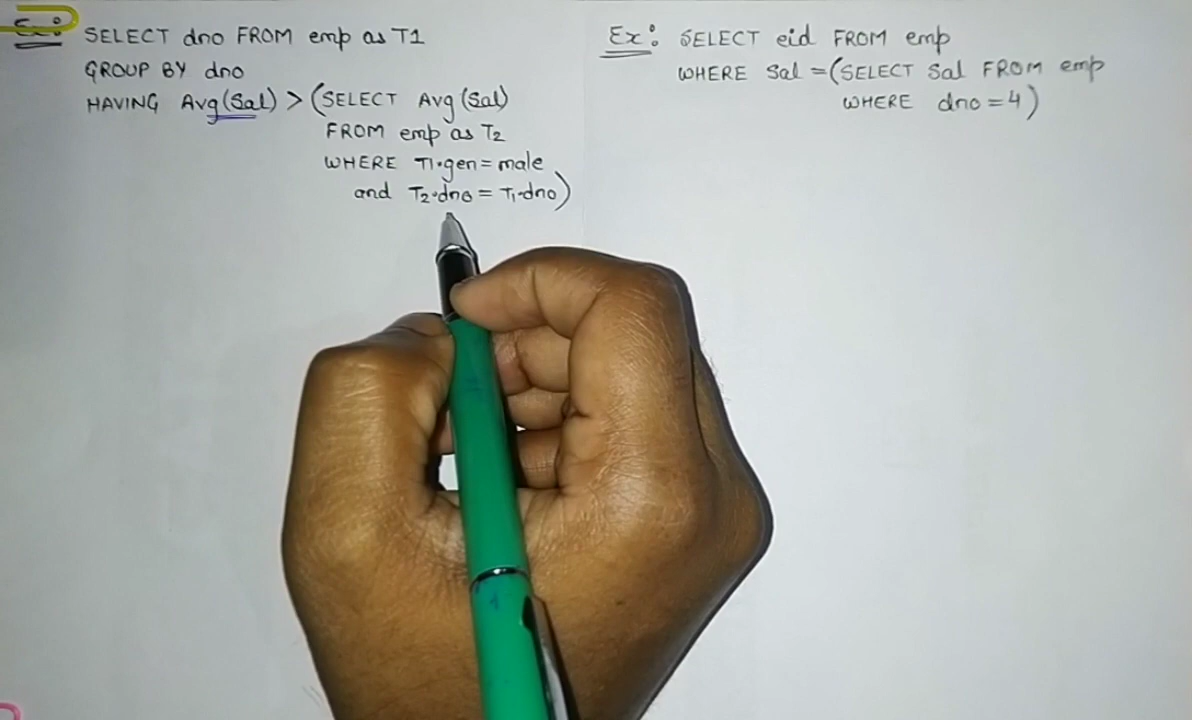 Ex: SELECT dno FROM emp as T1
GROUP BY dno
HAVING Avg(Sal) > (SELECT Avg(Sal)
FROM emp as T2
WHERE T1.gen = male
and T2.dno = T1.dno)
Ex: SELECT eid FROM emp
WHERE Sal = (SELECT Sal FROM emp
WHERE dno = 4)